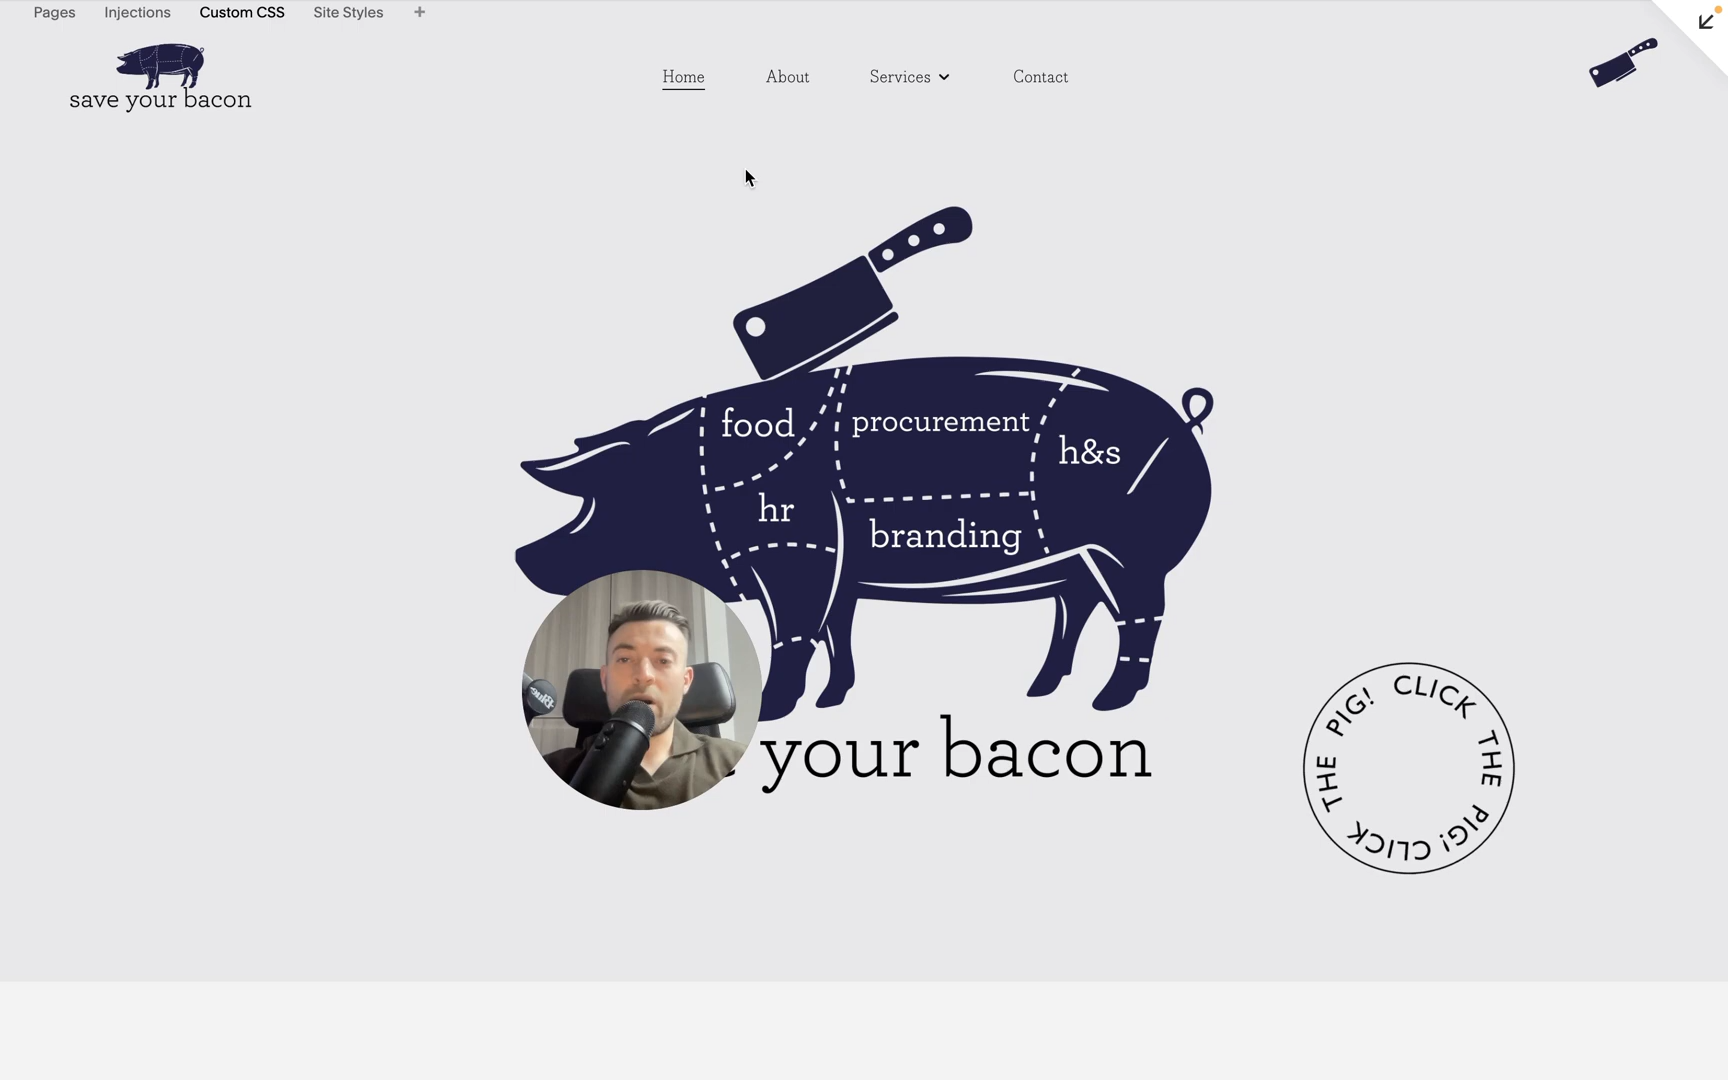 Pages Injections Custom CSS Site Styles +
save your bacon
Home About Services Contact
food
procurement
h&s
hr
branding
your bacon
CLICK THE PIG! CLICK THE PIG!